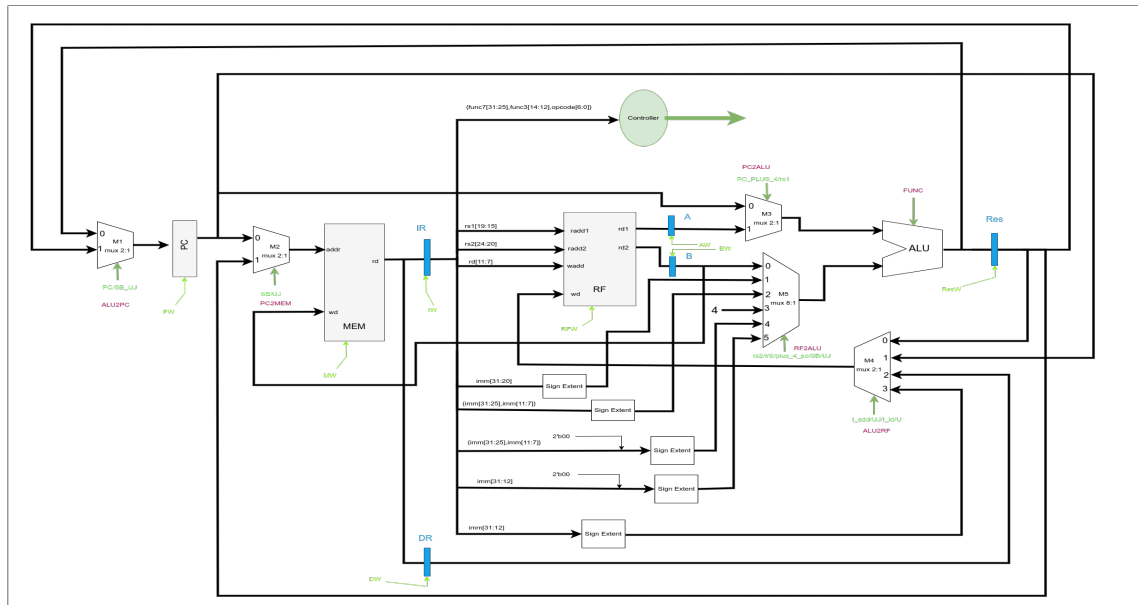 {func7[31:25],func3[14:12],opcode[6:0]}
Controller
PC2ALU
PC_PLUS_4/rs1
FUNC
0
M3
mux 2:1
1
ALU
Res
ResW
0
M1
1
mux 2:1
PC/SB_UJ
ALU2PC
PC
PW
0
M2
mux 2:1
1
SB/UJ
PC2MEM
addr
rd
wd
MEM
MW
IR
IW
rs1[19:15]
rs2[24:20]
rd[11:7]
radd1
rd1
radd2
rd2
wadd
wd
RF
RFW
A
AW
BW
B
0
1
2
3
4
5
M5
mux 8:1
4
RF2ALU
rs2/I/S/plus_4_pc/SB/UJ
0
1
2
3
M4
mux 2:1
I_add/UJ/I_ld/U
ALU2RF
imm[31:20]
Sign Extent
{imm[31:25],imm[11:7]}
Sign Extent
2'b00
{imm[31:25],imm[11:7]}
Sign Extent
2'b00
imm[31:12]
Sign Extent
imm[31:12]
Sign Extent
DR
DW